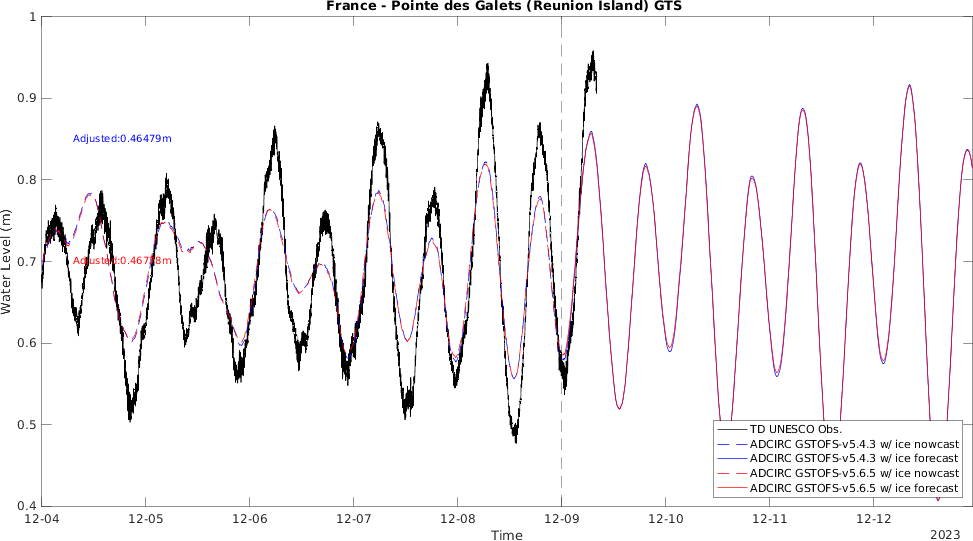 France - Pointe des Galets (Reunion Island) GTS
1
0.9
0.8
0.7
0.6
0.5
0.4
Water Level (m)
Adjusted:0.46479m
TD UNESCO Obs.
ADCIRC GSTOFS-v5.4.3 w/ ice nowcast
ADCIRC GSTOFS-v5.4.3 w/ ice forecast
ADCIRC GSTOFS-v5.6.5 w/ ice nowcast
ADCIRC GSTOFS-v5.6.5 w/ ice forecast
12-04 12-05 12-06 12-07 12-08 12-09 12-10 12-11 12-12
Time
2023